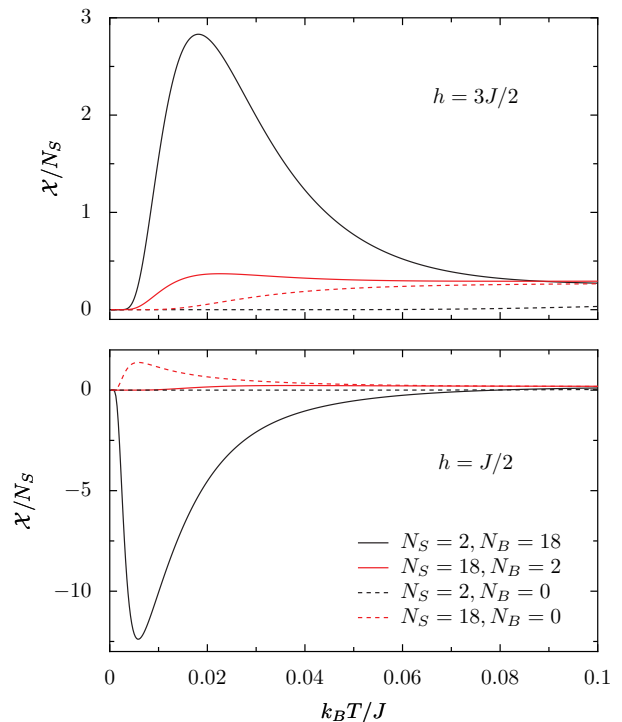 3
2
1
0
𝒳/N_S
h = 3J/2
0
−5
−10
𝒳/N_S
h = J/2
N_S = 2, N_B = 18
N_S = 18, N_B = 2
N_S = 2, N_B = 0
N_S = 18, N_B = 0
0 0.02 0.04 0.06 0.08 0.1
k_BT/J